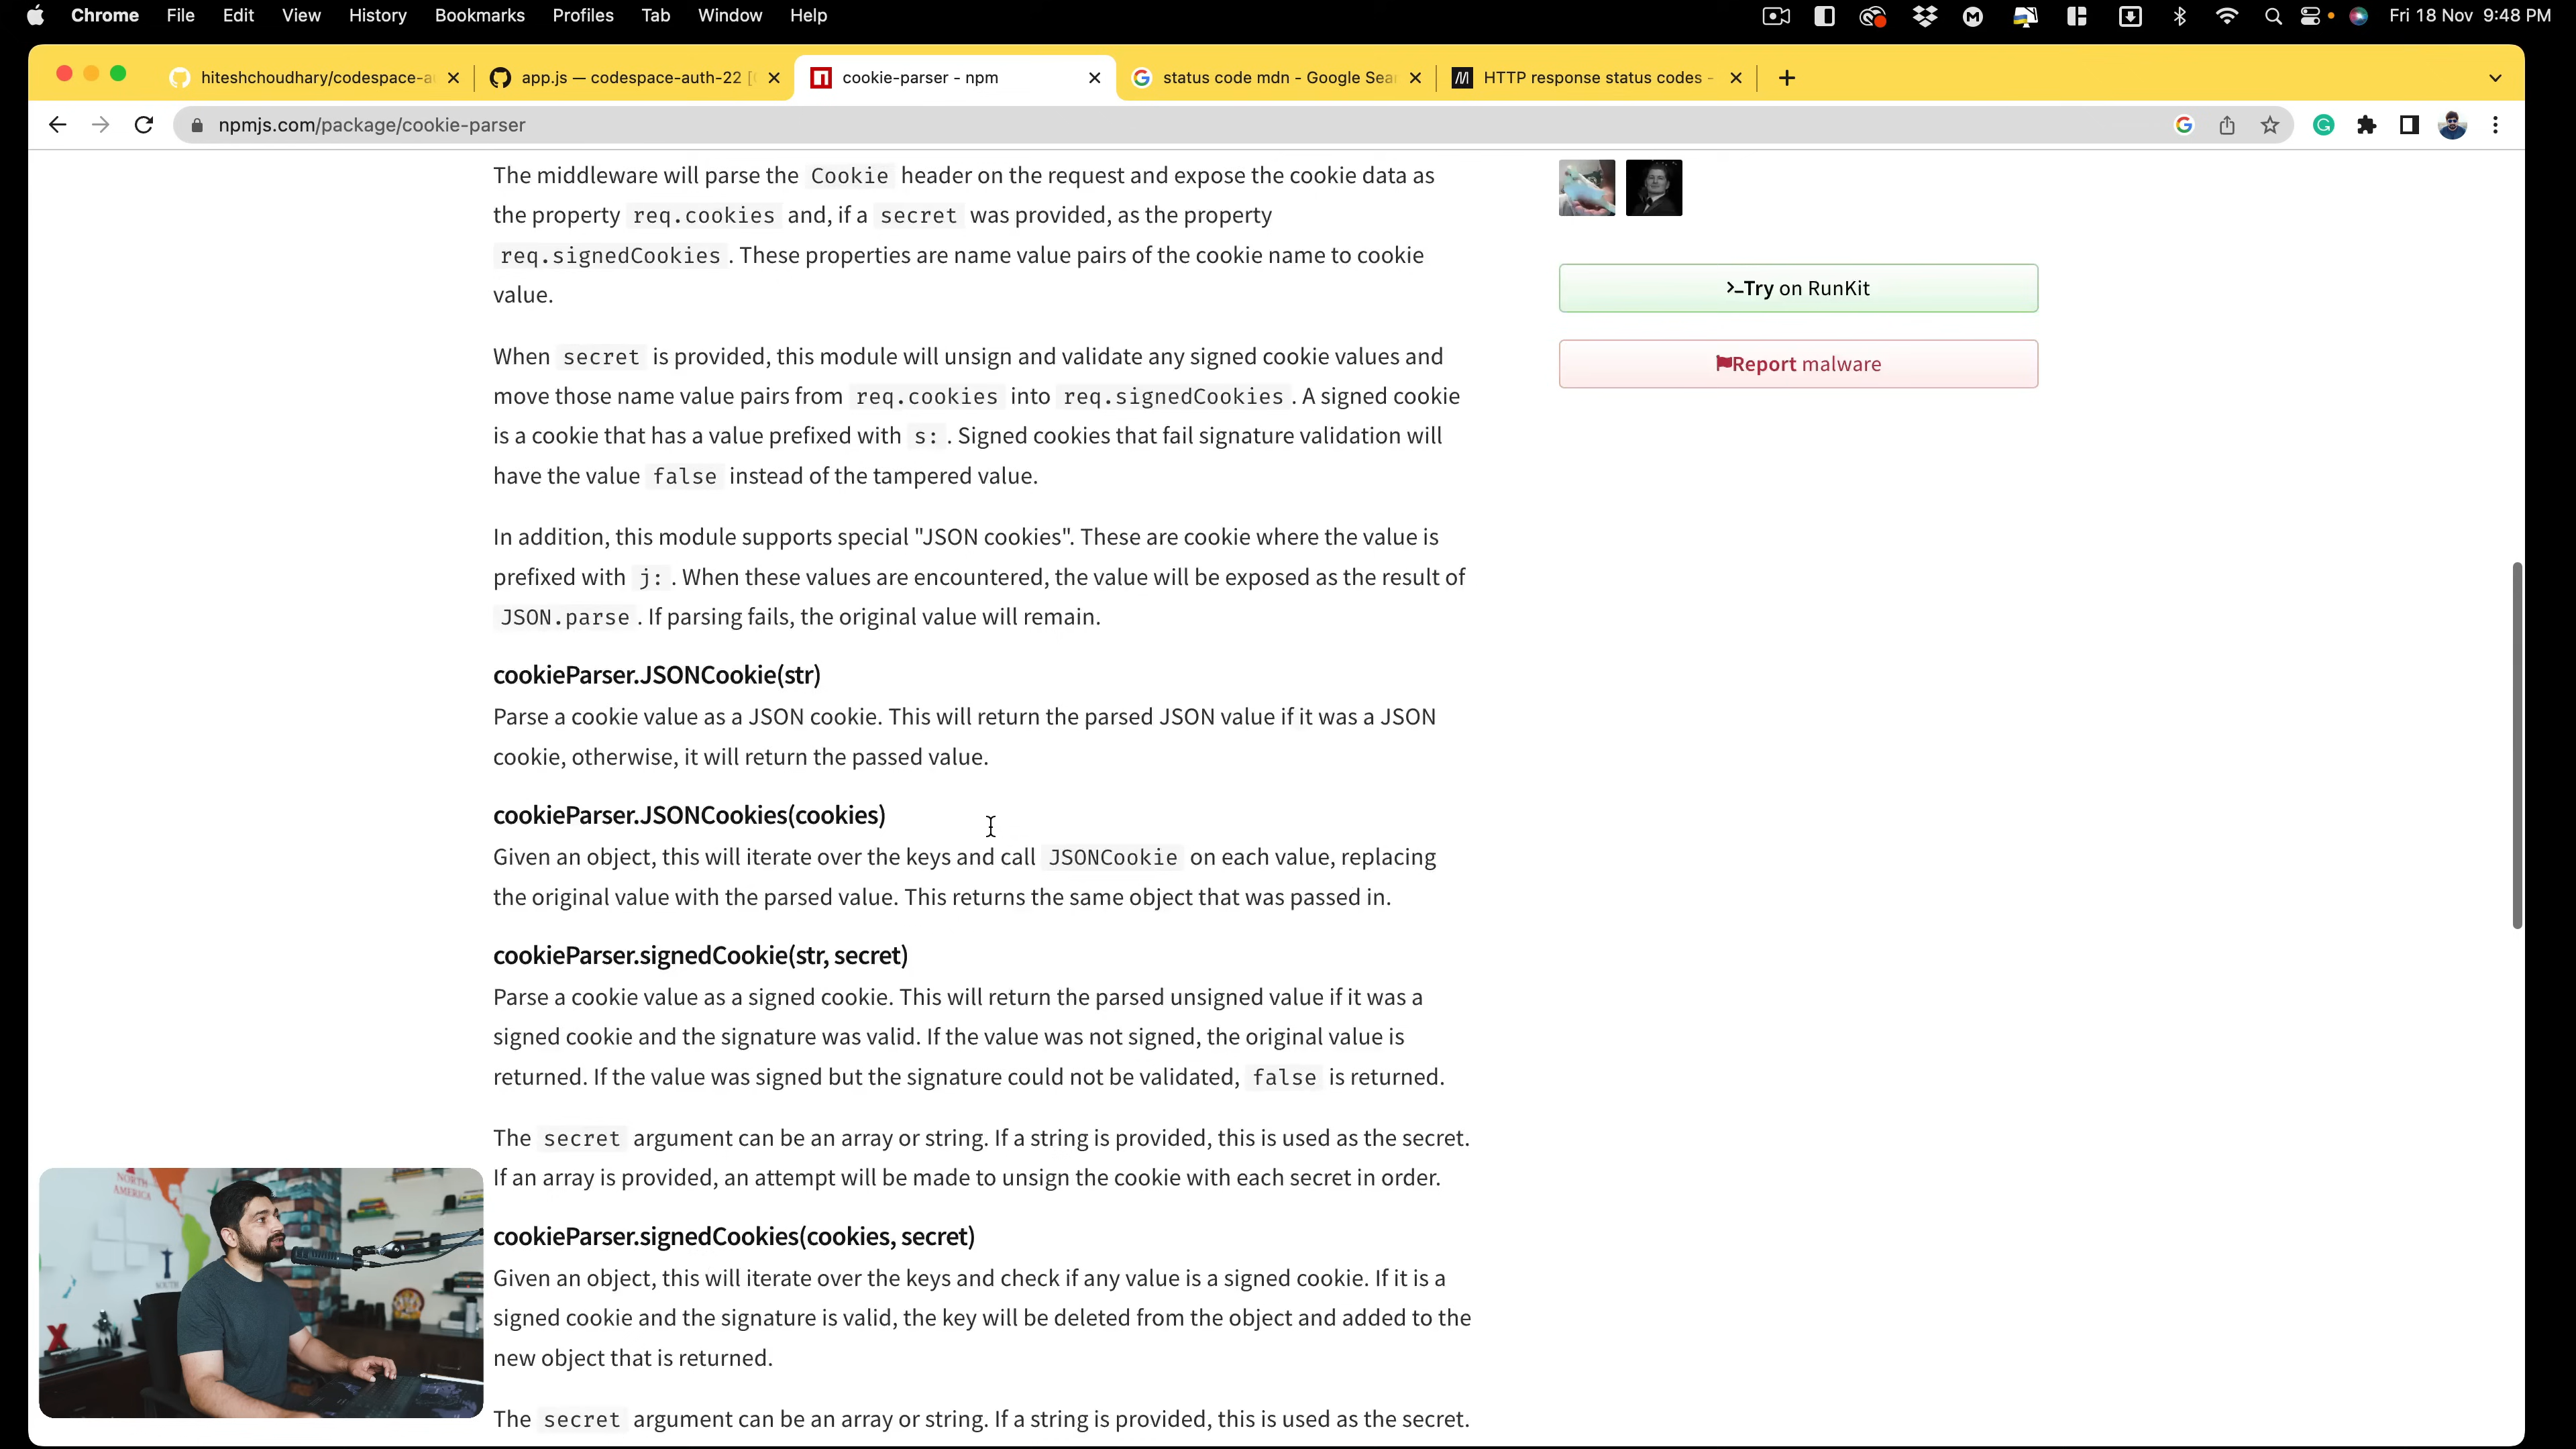 Chrome File Edit View History Bookmarks Profiles Tab Window Help Fri 18 Nov 9:48 PM
hiteshchoudhary/codespace-au app.js — codespace-auth-22 [ cookie-parser - npm status code mdn - Google Sear HTTP response status codes -
npmjs.com/package/cookie-parser
The middleware will parse the Cookie header on the request and expose the cookie data as
the property req.cookies and, if a secret was provided, as the property
req.signedCookies . These properties are name value pairs of the cookie name to cookie
value.
>_Try on RunKit
Report malware
When secret is provided, this module will unsign and validate any signed cookie values and
move those name value pairs from req.cookies into req.signedCookies . A signed cookie
is a cookie that has a value prefixed with s: . Signed cookies that fail signature validation will
have the value false instead of the tampered value.
In addition, this module supports special "JSON cookies". These are cookie where the value is
prefixed with j: . When these values are encountered, the value will be exposed as the result of
JSON.parse . If parsing fails, the original value will remain.
cookieParser.JSONCookie(str)
Parse a cookie value as a JSON cookie. This will return the parsed JSON value if it was a JSON
cookie, otherwise, it will return the passed value.
cookieParser.JSONCookies(cookies)
Given an object, this will iterate over the keys and call JSONCookie on each value, replacing
the original value with the parsed value. This returns the same object that was passed in.
cookieParser.signedCookie(str, secret)
Parse a cookie value as a signed cookie. This will return the parsed unsigned value if it was a
signed cookie and the signature was valid. If the value was not signed, the original value is
returned. If the value was signed but the signature could not be validated, false is returned.
The secret argument can be an array or string. If a string is provided, this is used as the secret.
If an array is provided, an attempt will be made to unsign the cookie with each secret in order.
cookieParser.signedCookies(cookies, secret)
Given an object, this will iterate over the keys and check if any value is a signed cookie. If it is a
signed cookie and the signature is valid, the key will be deleted from the object and added to the
new object that is returned.
The secret argument can be an array or string. If a string is provided, this is used as the secret.
NORTH
AMERICA
SOUTH